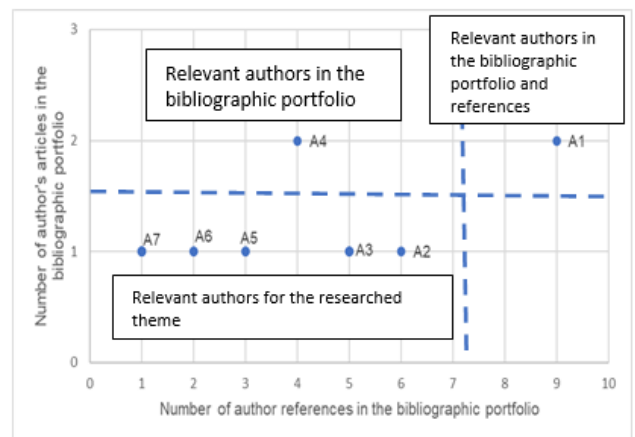 3
Relevant authors in the
bibliographic portfolio
Relevant authors in
the bibliographic
portfolio and
references
Number of author's articles in the
bibliographic portfolio
2
A4
A1
1
A7
A6
A5
A3
A2
Relevant authors for the researched
theme
0
0 1 2 3 4 5 6 7 8 9 10
Number of author references in the bibliographic portfolio